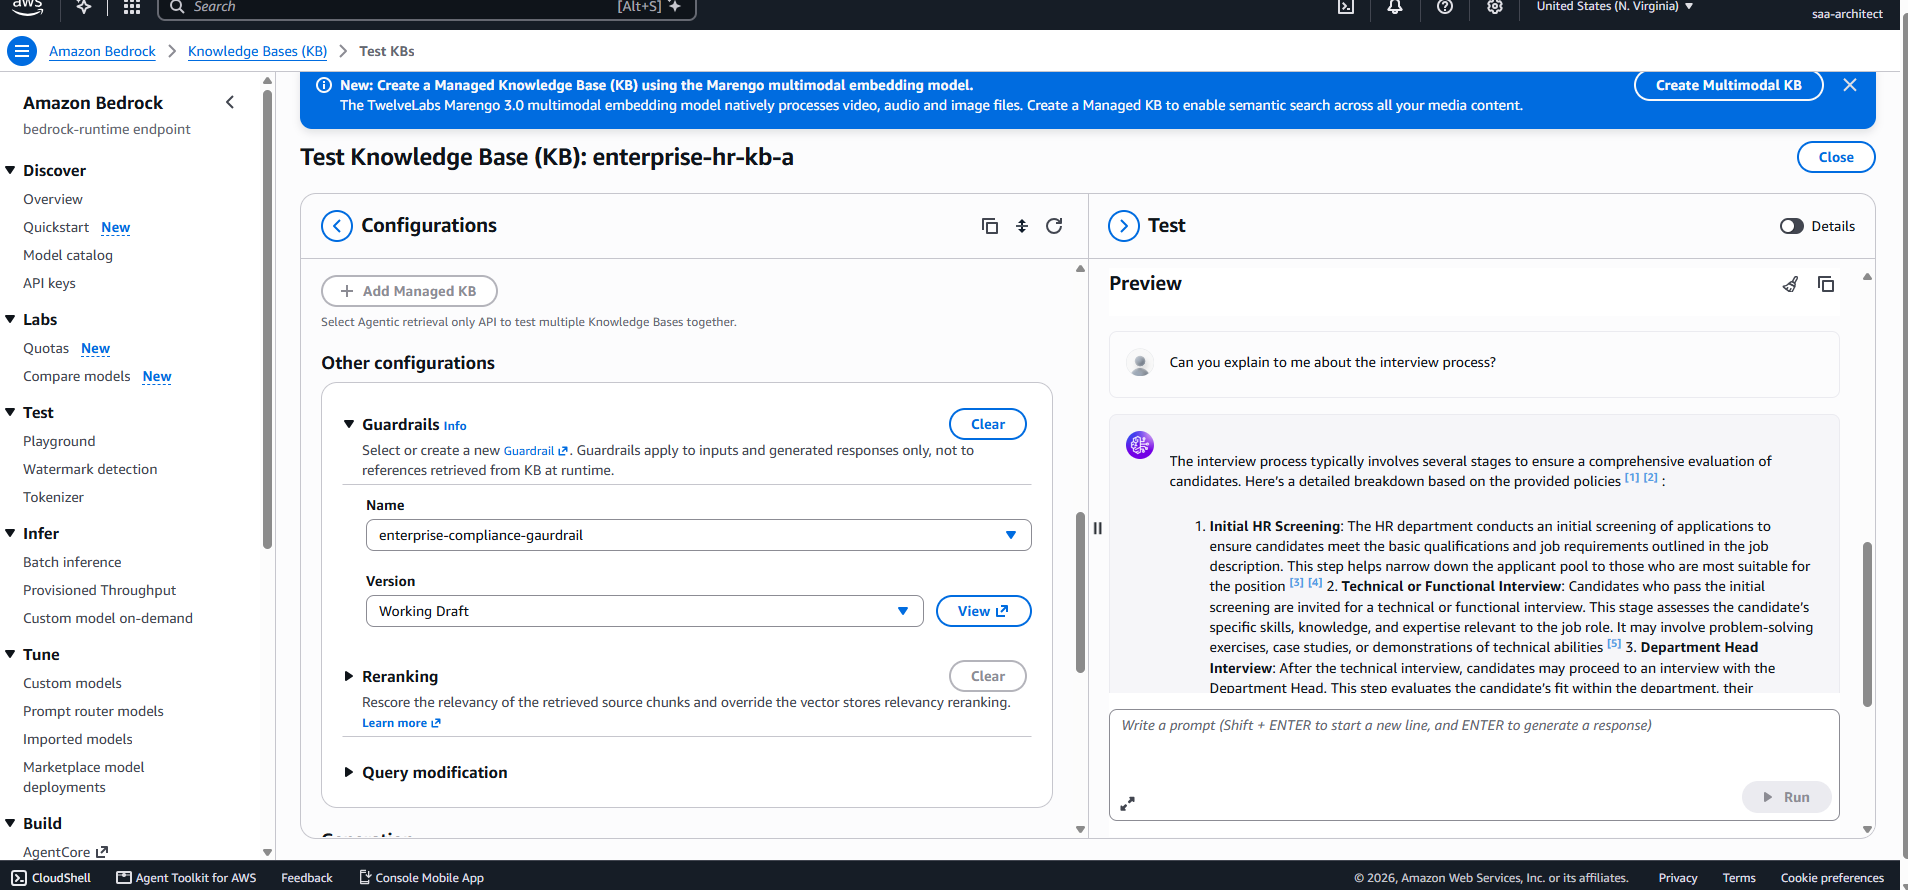 aws
Search
[Alt+S]
United States (N. Virginia)
saa-architect
Amazon Bedrock
Knowledge Bases (KB)
Test KBs
Amazon Bedrock
bedrock-runtime endpoint
Discover
Overview
Quickstart New
Model catalog
API keys
Labs
Quotas New
Compare models New
Test
Playground
Watermark detection
Tokenizer
Infer
Batch inference
Provisioned Throughput
Custom model on-demand
Tune
Custom models
Prompt router models
Imported models
Marketplace model
deployments
Build
AgentCore
New: Create a Managed Knowledge Base (KB) using the Marengo multimodal embedding model.
The TwelveLabs Marengo 3.0 multimodal embedding model natively processes video, audio and image files. Create a Managed KB to enable semantic search across all your media content.
Create Multimodal KB
Test Knowledge Base (KB): enterprise-hr-kb-a
Close
Configurations
Add Managed KB
Select Agentic retrieval only API to test multiple Knowledge Bases together.
Other configurations
Guardrails Info
Clear
Select or create a new Guardrail. Guardrails apply to inputs and generated responses only, not to
references retrieved from KB at runtime.
Name
enterprise-compliance-gaurdrail
Version
Working Draft
View
Reranking
Clear
Rescore the relevancy of the retrieved source chunks and override the vector stores relevancy reranking.
Learn more
Query modification
Test
Details
Preview
Can you explain to me about the interview process?
The interview process typically involves several stages to ensure a comprehensive evaluation of
candidates. Here's a detailed breakdown based on the provided policies [1] [2] :
1. Initial HR Screening: The HR department conducts an initial screening of applications to
ensure candidates meet the basic qualifications and job requirements outlined in the job
description. This step helps narrow down the applicant pool to those who are most suitable for
the position [3] [4] 2. Technical or Functional Interview: Candidates who pass the initial
screening are invited for a technical or functional interview. This stage assesses the candidate's
specific skills, knowledge, and expertise relevant to the job role. It may involve problem-solving
exercises, case studies, or demonstrations of technical abilities [5] 3. Department Head
Interview: After the technical interview, candidates may proceed to an interview with the
Department Head. This step evaluates the candidate's fit within the department, their
Write a prompt (Shift + ENTER to start a new line, and ENTER to generate a response)
Run
CloudShell
Agent Toolkit for AWS
Feedback
Console Mobile App
© 2026, Amazon Web Services, Inc. or its affiliates.
Privacy
Terms
Cookie preferences